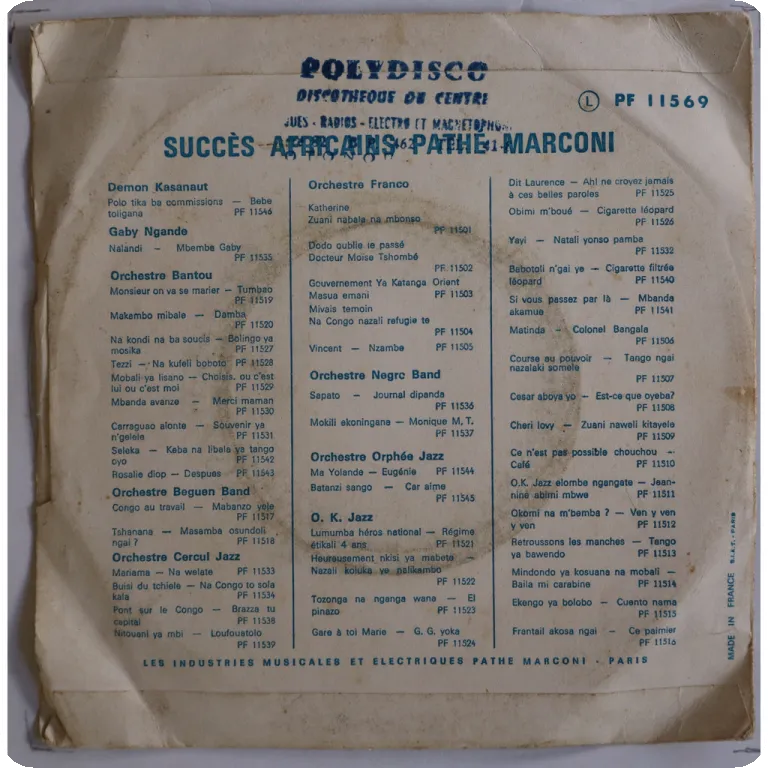 POLYDISCO
DISCOTHEQUE DU CENTRE
RADIOS - ELECTRO ET
Ⓛ PF 11569
SUCCÈS AFRICAINS PATHÉ MARCONI
Demon Kasanaut
Polo tika ba commissions — Bebe
toligana PF 11546
Gaby Ngande
Nalandi — Mbemba Gaby
PF 11535
Orchestre Bantou
Monsieur on va se marier — Tumbao
PF 11519
Makambo mibale — Damba
PF 11520
Na kondi na ba soucis — Bolingo ya
mosika PF 11527
Tezzi — Na kufeli boboto PF 11528
Mobali ya lisano — Choisis, ou c'est
lui ou c'est moi PF 11529
Mbanda avanze — Merci maman
PF 11530
Carraguao alonte — Souvenir ya
n'gelele PF 11531
Seleka — Keba na libala ya tango
oyo PF 11542
Rosalie diop — Despues PF 11543
Orchestre Beguen Band
Congo au travail — Mabanzo yeje
PF 11517
Tshanana — Masamba osundoli
ngai ? PF 11518
Orchestre Cercul Jazz
Mariama — Na welate PF 11533
Buisi du tchiele — Na Congo to sola
kala PF 11534
Pont sur le Congo — Brazza tu
capital PF 11538
Nitouani ya mbi — Loufouatolo
PF 11539
Orchestre Franco
Katherine
Zuani nabala na mbonso
PF 11501
Dodo oublie le passé
Docteur Moïse Tshombé
PF 11502
Gouvernement Ya Katanga Orient
Masua emani PF 11503
Mivais temoin
Na Congo nazali refugie te
PF 11504
Vincent — Nzambe PF 11505
Orchestre Negro Band
Sapato — Journal dipanda
PF 11536
Mokili ekoningana — Monique M, T.
PF 11537
Orchestre Orphée Jazz
Ma Yolande — Eugénie PF 11544
Batanzi sango — Car aime
PF 11545
O. K. Jazz
Lumumba héros national — Régime
étikali 4 ans PF 11521
Heureusement nkisi ya mabete —
Nazali koluka ye nalikambo
PF 11522
Tozonga na nganga wana — El
pinazo PF 11523
Gare à toi Marie — G. G. yoka
PF 11524
Dit Laurence — Ah! ne croyez jamais
à ces belles paroles PF 11525
Obimi m'boué — Cigarette léopard
PF 11526
Yayi — Natali yonso pamba
PF 11532
Babotoli n'gai ye — Cigarette filtrée
léopard PF 11540
Si vous passez par là — Mbanda
akamue PF 11541
Matinda — Colonel Bangala
PF 11506
Course au pouvoir — Tango ngai
nazalaki somele
PF 11507
Cesar aboya yo — Est-ce que oyeba?
PF 11508
Cheri lovy — Zuani naweli kitayele
PF 11509
Ce n'est pas possible chouchou —
Café PF 11510
O.K. Jazz elombe ngangate — Jean-
nine abimi mbwe PF 11511
Okomi na m'bemba ? — Ven y ven
y ven PF 11512
Retroussons les manches — Tango
ya bawendo PF 11513
Mindondo ya kosuana na mobali —
Baila mi carabine PF 11514
Ekengo ya bolobo — Cuento nama
PF 11515
Frantail akosa ngai — Ce palmier
PF 11516
LES INDUSTRIES MUSICALES ET ELECTRIQUES PATHE MARCONI - PARIS
MADE IN FRANCE